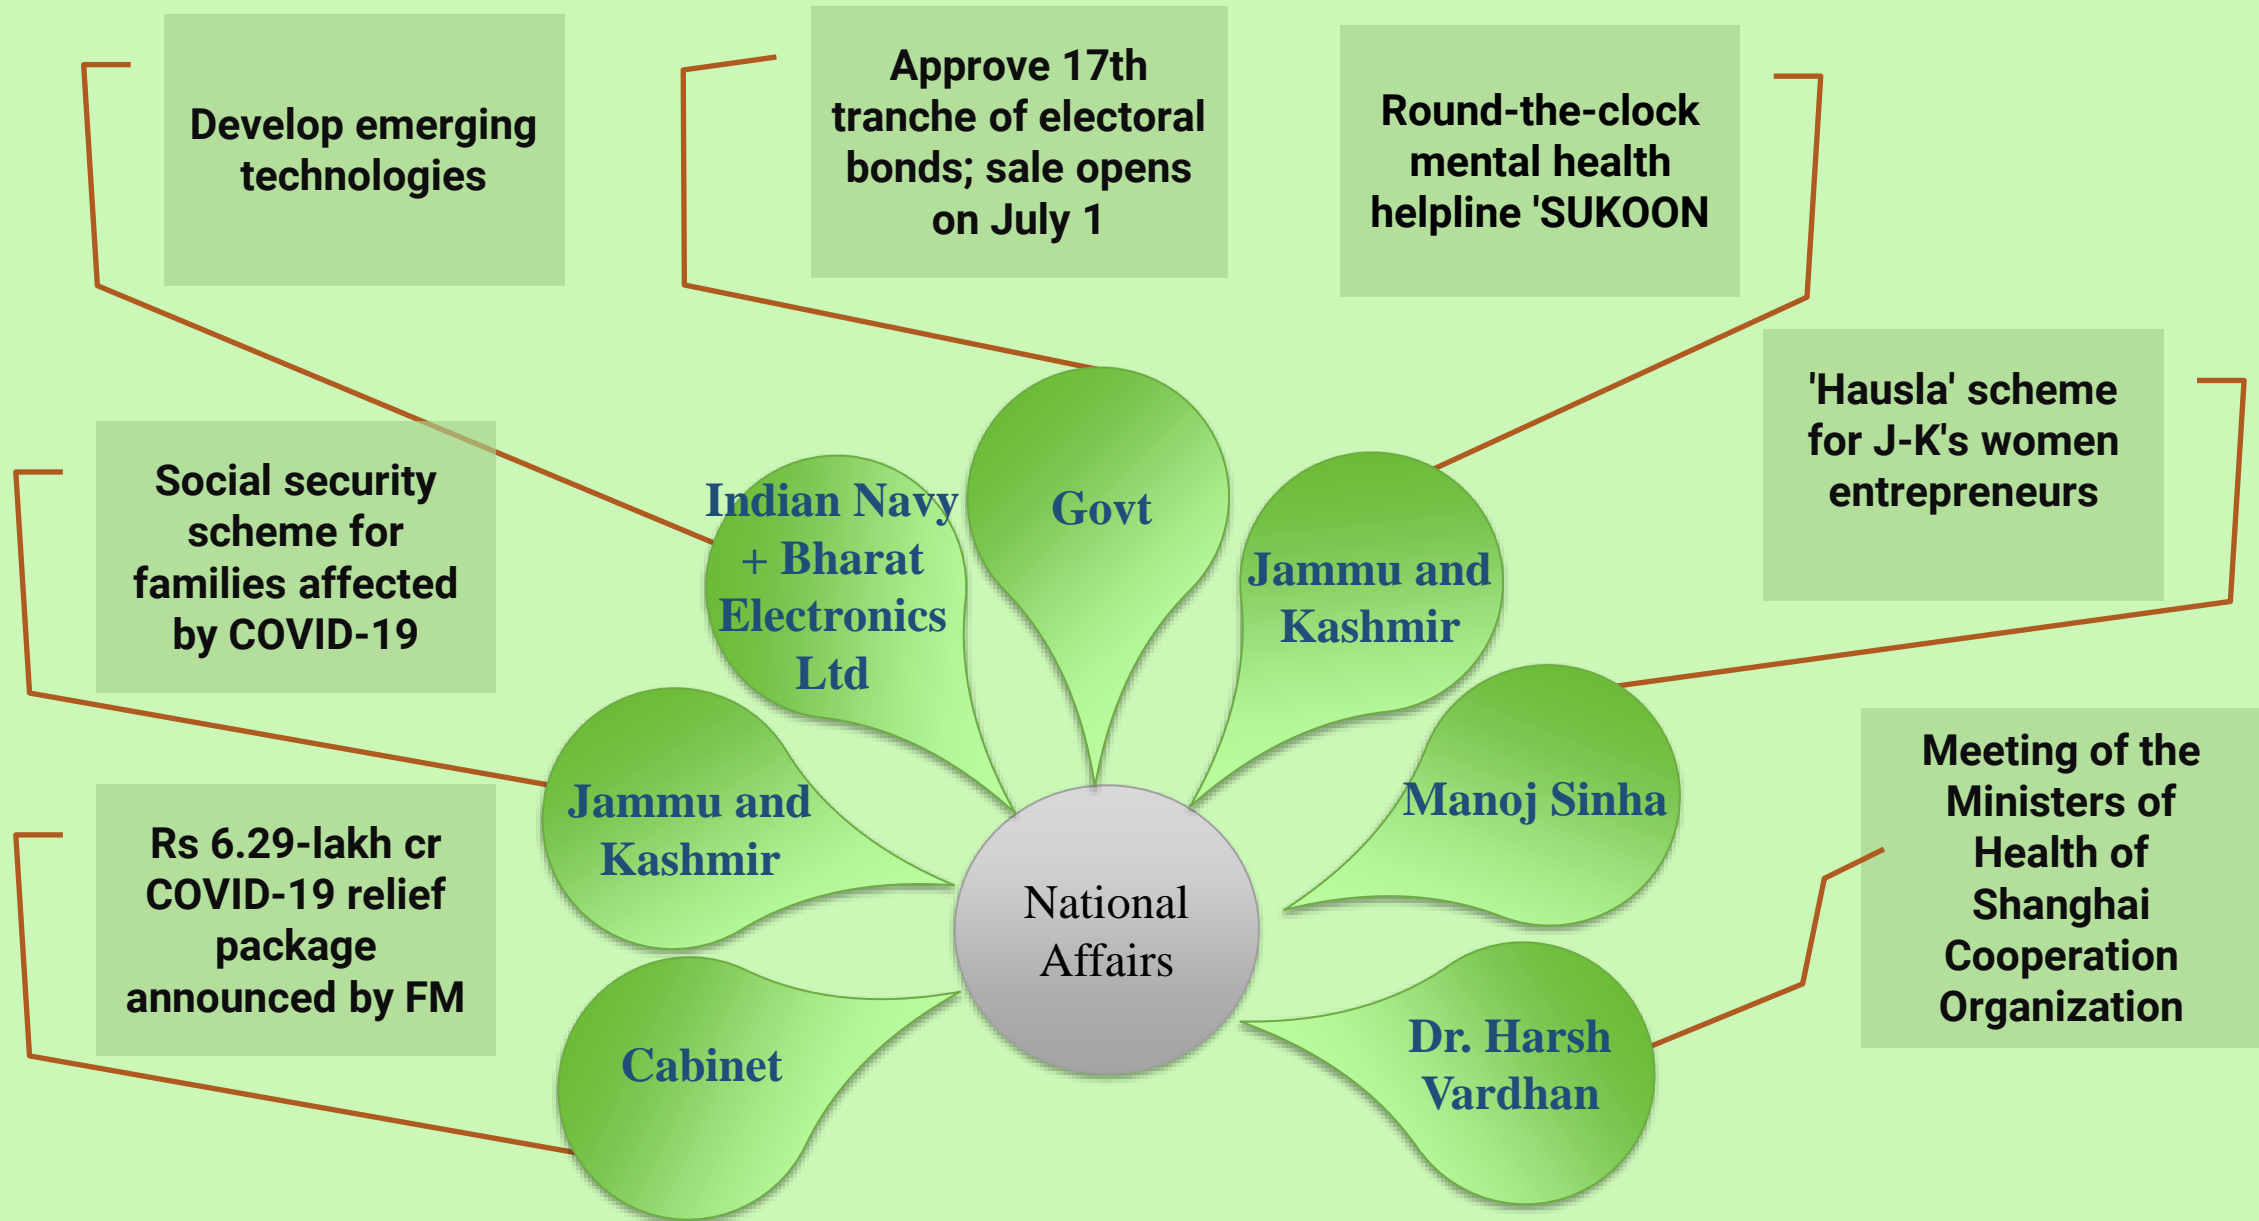 Develop emerging
technologies
Approve 17th
tranche of electoral
bonds; sale opens
on July 1
Round-the-clock
mental health
helpline 'SUKOON
'Hausla' scheme
for J-K's women
entrepreneurs
Social security
scheme for
families affected
by COVID-19
Indian Navy
+ Bharat
Electronics
Ltd
Govt
Jammu and
Kashmir
Manoj Sinha
Meeting of the
Ministers of
Health of
Shanghai
Cooperation
Organization
Jammu and
Kashmir
Rs 6.29-lakh cr
COVID-19 relief
package
announced by FM
National
Affairs
Cabinet
Dr. Harsh
Vardhan